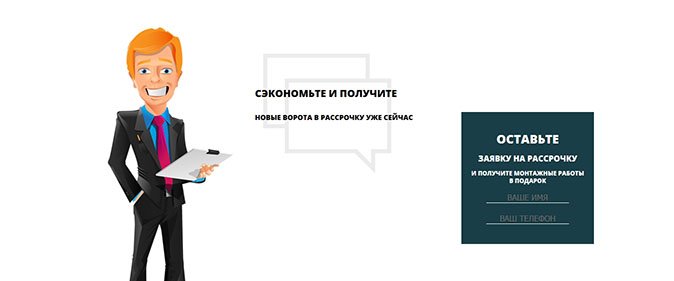 СЭКОНОМЬТЕ И ПОЛУЧИТЕ
НОВЫЕ ВОРОТА В РАССРОЧКУ УЖЕ СЕЙЧАС
ОСТАВЬТЕ
ЗАЯВКУ НА РАССРОЧКУ
И ПОЛУЧИТЕ МОНТАЖНЫЕ РАБОТЫ
В ПОДАРОК
ВАШЕ ИМЯ
ВАШ ТЕЛЕФОН